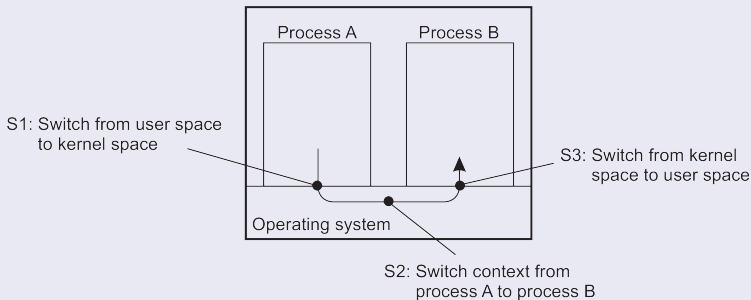 Process A
Process B
S1: Switch from user space
to kernel space
S3: Switch from kernel
space to user space
Operating system
S2: Switch context from
process A to process B